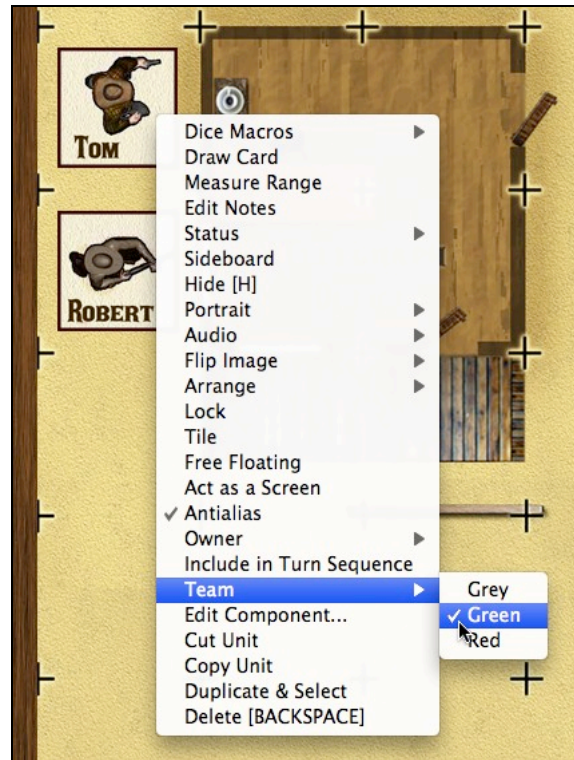 TOM
ROBERT
Dice Macros
Draw Card
Measure Range
Edit Notes
Status
Sideboard
Hide [H]
Portrait
Audio
Flip Image
Arrange
Lock
Tile
Free Floating
Act as a Screen
Antialias
Owner
Include in Turn Sequence
Team
Edit Component...
Cut Unit
Copy Unit
Duplicate & Select
Delete [BACKSPACE]
Grey
Green
Red